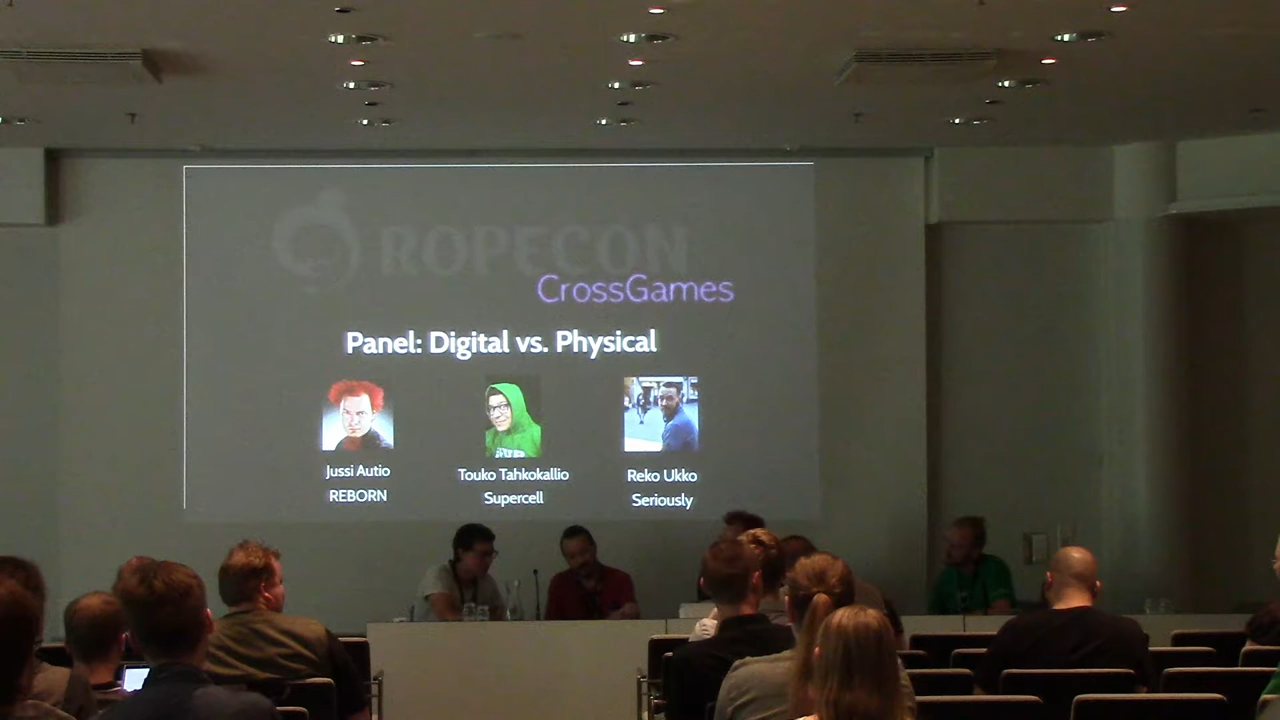 ROPECON
CrossGames
Panel: Digital vs. Physical
Jussi Autio
REBORN
Touko Tahkokallio
Supercell
Reko Ukko
Seriously